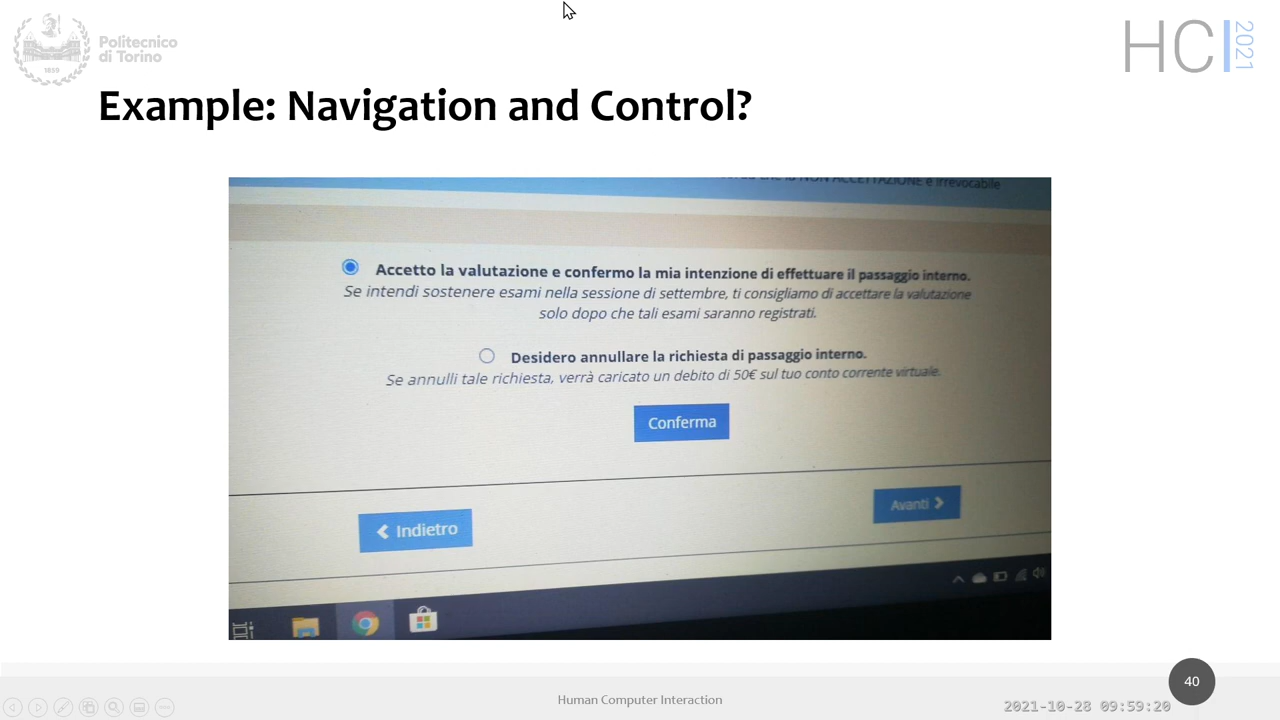 Politecnico
di Torino
1859
HCI
2021
Example: Navigation and Control?
NON ACCETTAZIONE è irrevocabile
Accetto la valutazione e confermo la mia intenzione di effettuare il passaggio interno.
Se intendi sostenere esami nella sessione di settembre, ti consigliamo di accettare la valutazione
solo dopo che tali esami saranno registrati.
Desidero annullare la richiesta di passaggio interno.
Se annulli tale richiesta, verrà caricato un debito di 50€ sul tuo conto corrente virtuale.
Conferma
Indietro
Avanti
Human Computer Interaction
40
2021-10-28 09:59:20